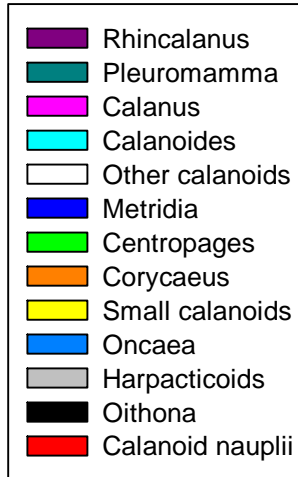 Rhincalanus
Pleuromamma
Calanus
Calanoides
Other calanoids
Metridia
Centropages
Corycaeus
Small calanoids
Oncaea
Harpacticoids
Oithona
Calanoid nauplii